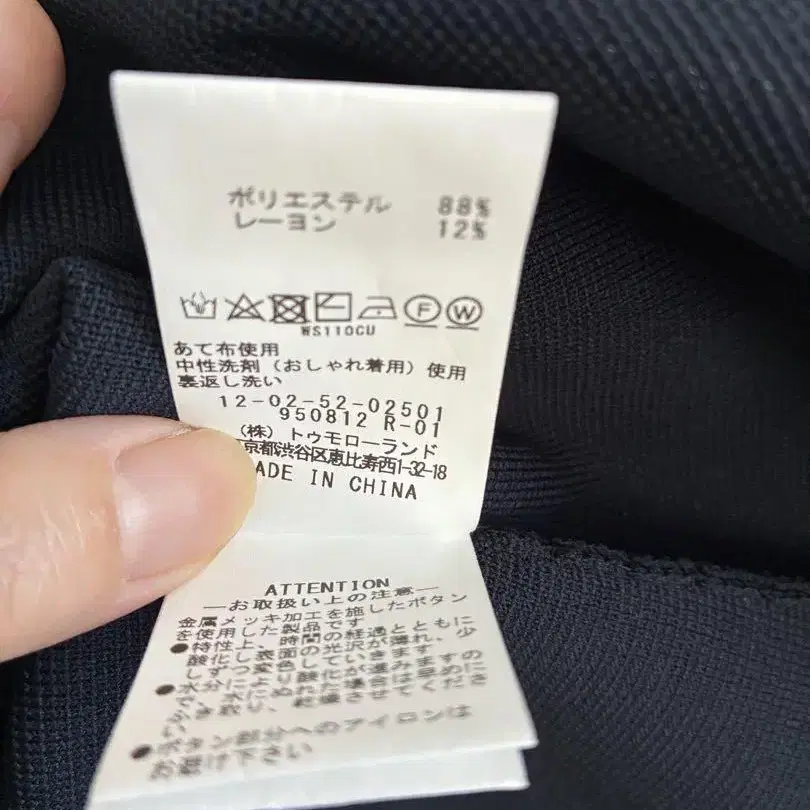 ポリエステル 88%
レーヨン 12%
F W
WS110CU
あて布使用
中性洗剤（おしゃれ着用）使用
裏返し洗い
12-02-52-02501
950812 R-01
（株）トゥモローランド
京都渋谷区恵比寿西1-32-18
ADE IN CHINA
ATTENTION
—お取扱い上の注意—
金属メッキ加工を施したボタン
を使用した製品です
●特性上、時間の経過とともに
酸化し表面の光沢が薄れ、少
しずつ変色していきます
●水分により酸化が進みますの
で、水にぬれた場合は早めに
ふき取り、乾燥させてくださ
い
●ボタン部分へのアイロンは
お避け下さい